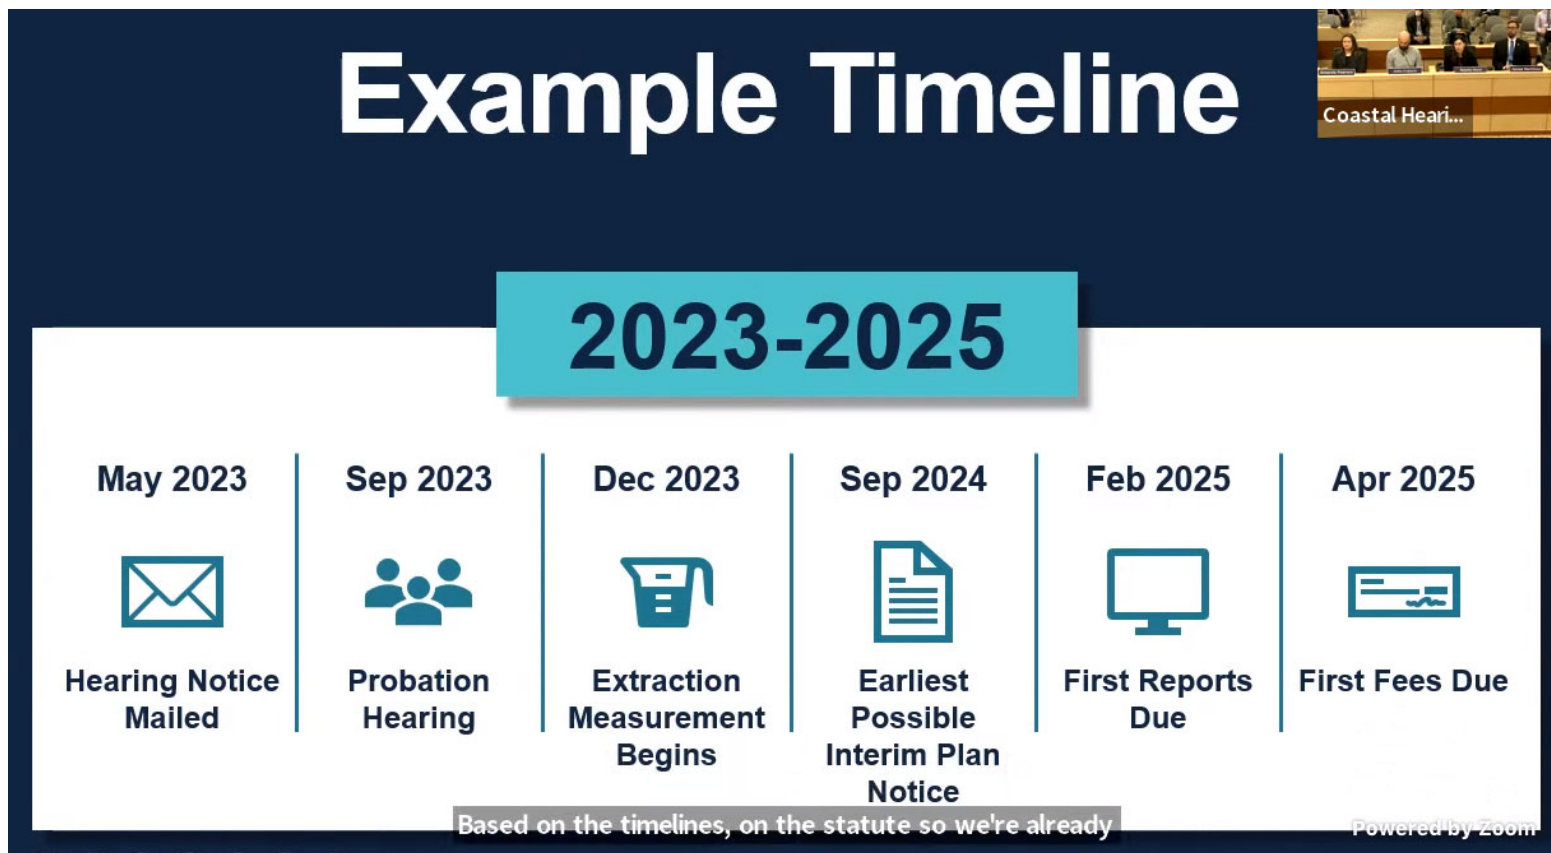 Example Timeline
Coastal Heari...
2023-2025
May 2023
Hearing Notice
Mailed
Sep 2023
Probation
Hearing
Dec 2023
Extraction
Measurement
Begins
Sep 2024
Earliest
Possible
Interim Plan
Notice
Feb 2025
First Reports
Due
Apr 2025
First Fees Due
Based on the timelines, on the statute so we're already
Powered by Zoom